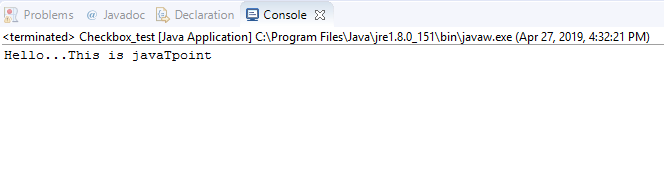 Problems @ Javadoc Declaration Console
<terminated> Checkbox_test [Java Application] C:\Program Files\Java\jre1.8.0_151\bin\javaw.exe (Apr 27, 2019, 4:32:21 PM)
Hello...This is javaTpoint